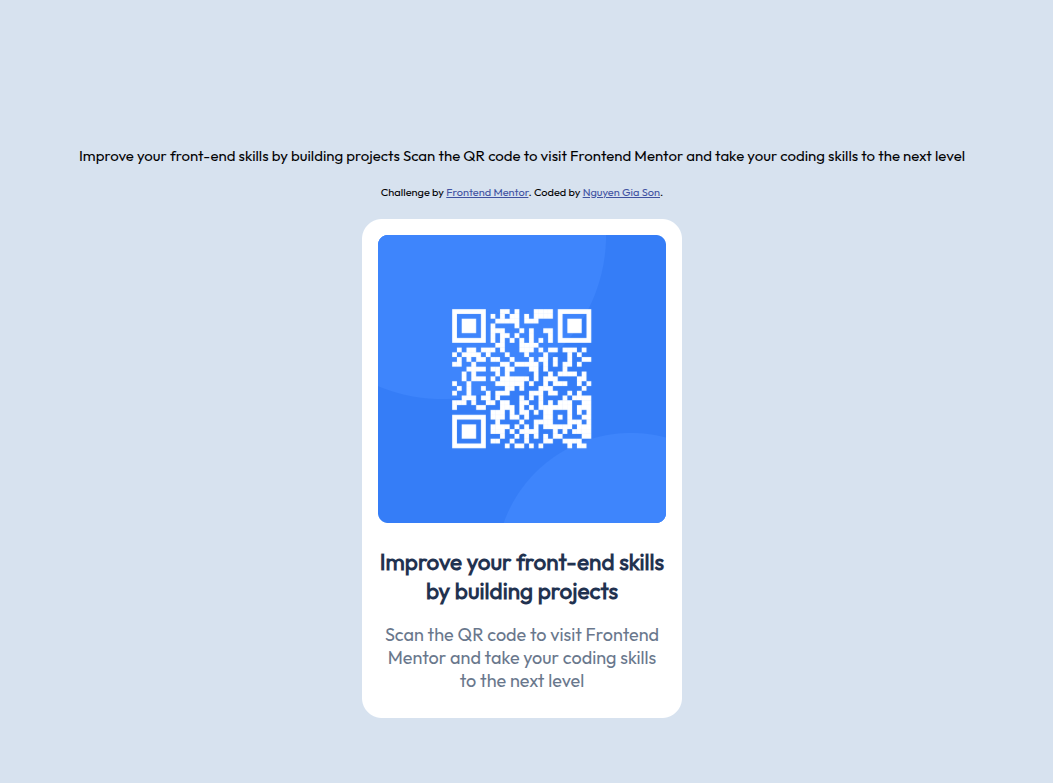 Improve your front-end skills by building projects Scan the QR code to visit Frontend Mentor and take your coding skills to the next level
Challenge by Frontend Mentor. Coded by Nguyen Gia Son.
Improve your front-end skills
by building projects
Scan the QR code to visit Frontend
Mentor and take your coding skills
to the next level